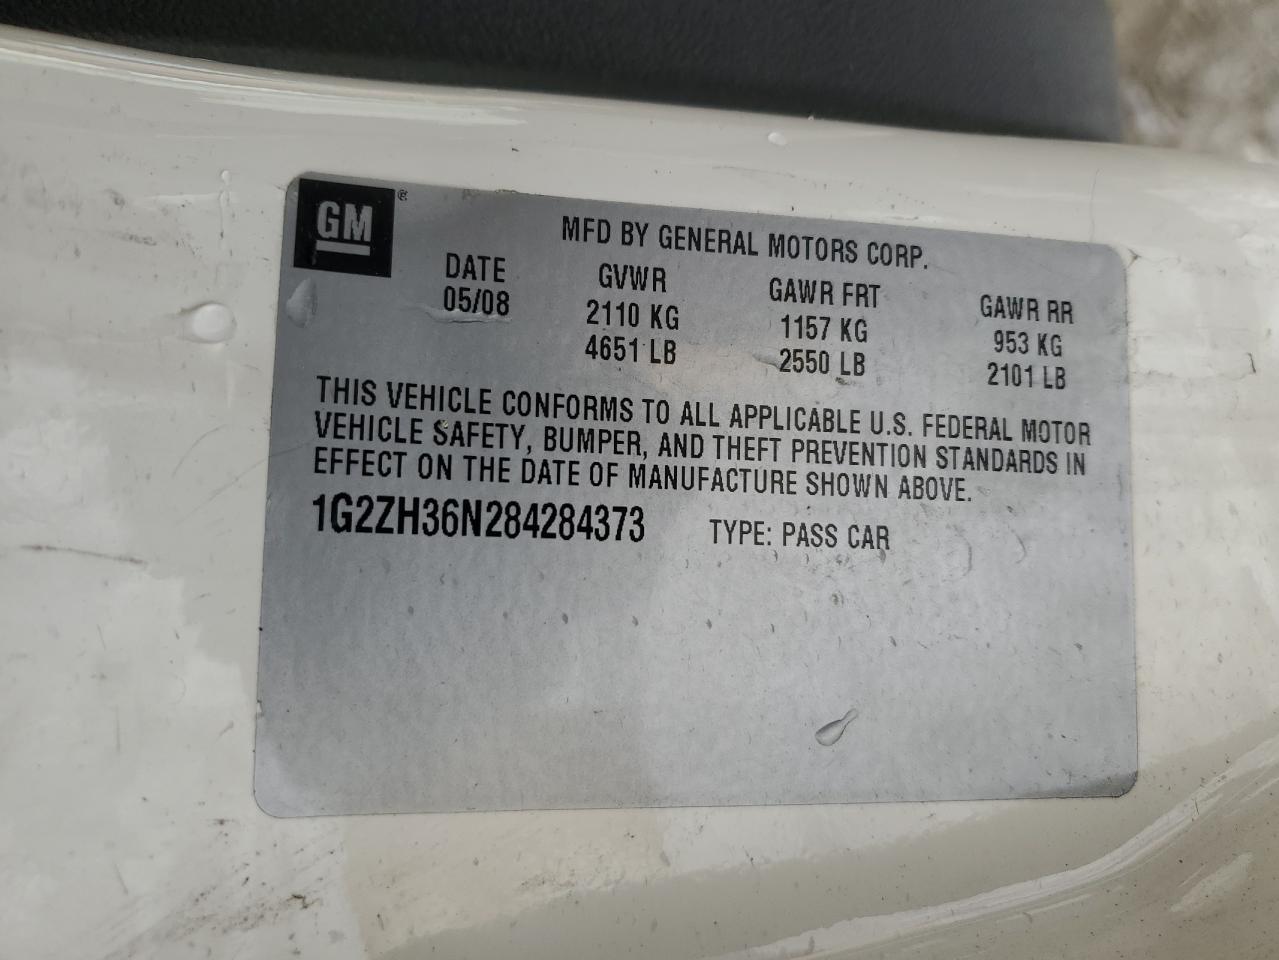 GM ®
MFD BY GENERAL MOTORS CORP.
DATE GVWR GAWR FRT GAWR RR
05/08 2110 KG 1157 KG 953 KG
4651 LB 2550 LB 2101 LB
THIS VEHICLE CONFORMS TO ALL APPLICABLE U.S. FEDERAL MOTOR
VEHICLE SAFETY, BUMPER, AND THEFT PREVENTION STANDARDS IN
EFFECT ON THE DATE OF MANUFACTURE SHOWN ABOVE.
1G2ZH36N284284373 TYPE: PASS CAR